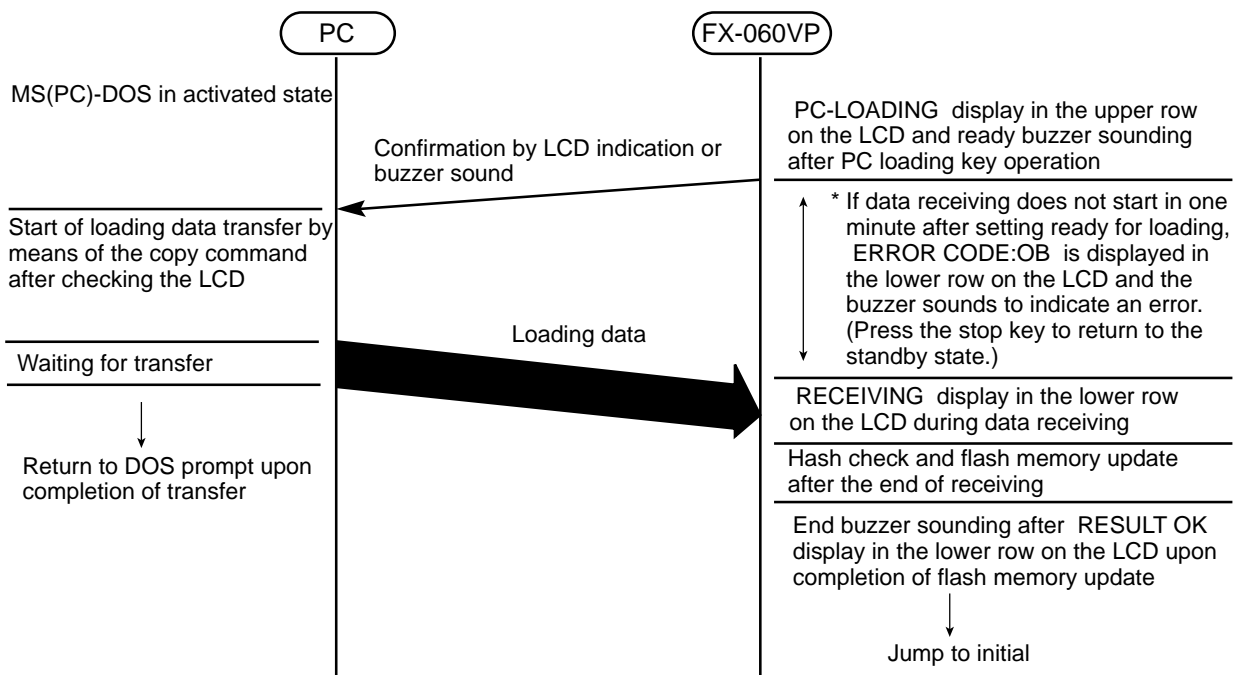 PC
FX-060VP
MS(PC)-DOS in activated state
PC-LOADING display in the upper row
on the LCD and ready buzzer sounding
after PC loading key operation
Confirmation by LCD indication or
buzzer sound
Start of loading data transfer by
means of the copy command
after checking the LCD
* If data receiving does not start in one
minute after setting ready for loading,
ERROR CODE:OB is displayed in
the lower row on the LCD and the
buzzer sounds to indicate an error.
(Press the stop key to return to the
standby state.)
Loading data
Waiting for transfer
RECEIVING display in the lower row
on the LCD during data receiving
Return to DOS prompt upon
completion of transfer
Hash check and flash memory update
after the end of receiving
End buzzer sounding after RESULT OK
display in the lower row on the LCD upon
completion of flash memory update
Jump to initial